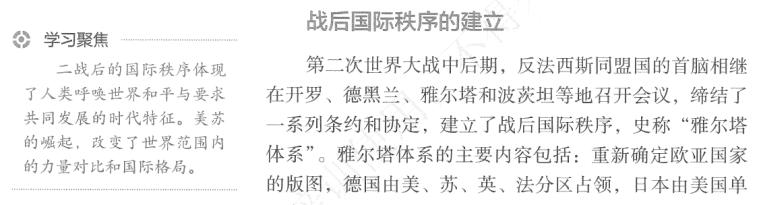 战后国际秩序的建立
学习聚焦
二战后的国际秩序体现
了人类呼唤世界和平与要求
共同发展的时代特征。美苏
的崛起，改变了世界范围内
的力量对比和国际格局。
第二次世界大战中后期，反法西斯同盟国的首脑相继
在开罗、德黑兰、雅尔塔和波茨坦等地召开会议，缔结了
一系列条约和协定，建立了战后国际秩序，史称“雅尔塔
体系”。雅尔塔体系的主要内容包括：重新确定欧亚国家
的版图，德国由美、苏、英、法分区占领，日本由美国单